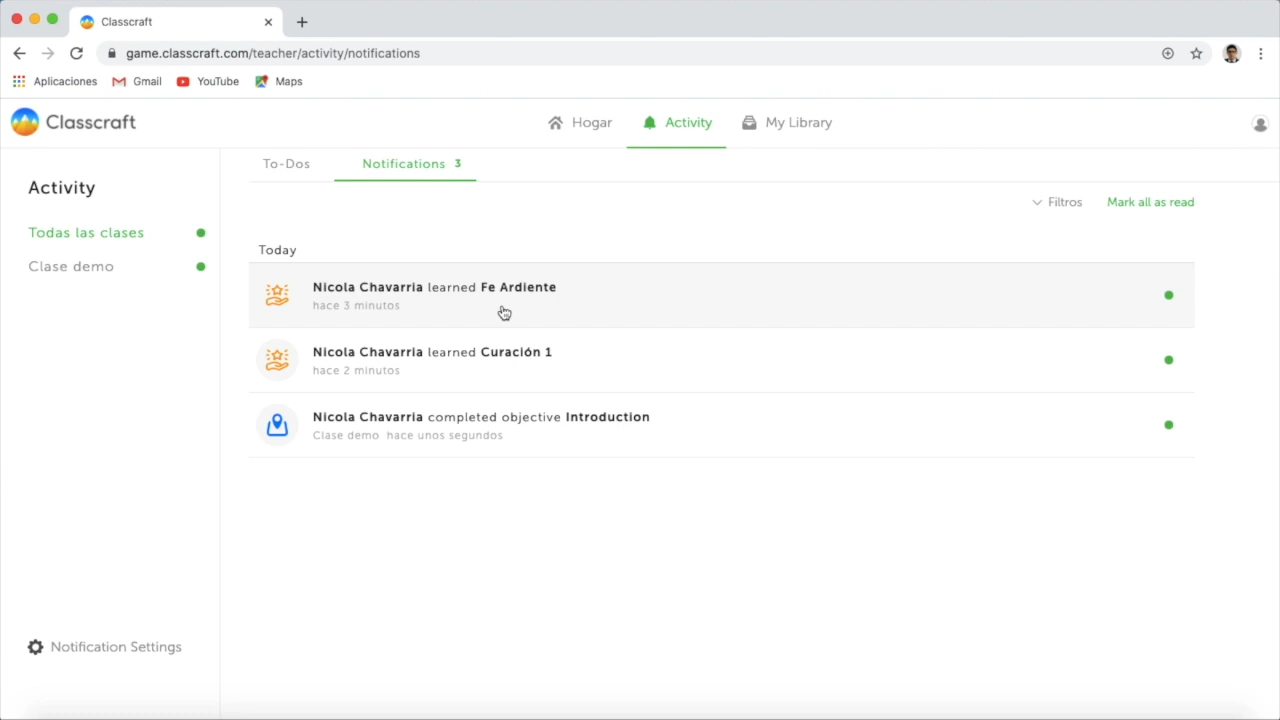 Classcraft
game.classcraft.com/teacher/activity/notifications
Aplicaciones Gmail YouTube Maps
Classcraft Hogar Activity My Library
To-Dos Notifications 3
Activity
Filtros Mark all as read
Todas las clases
Clase demo
Today
Nicola Chavarria learned Fe Ardiente
hace 3 minutos
Nicola Chavarria learned Curación 1
hace 2 minutos
Nicola Chavarria completed objective Introduction
Clase demo hace unos segundos
Notification Settings